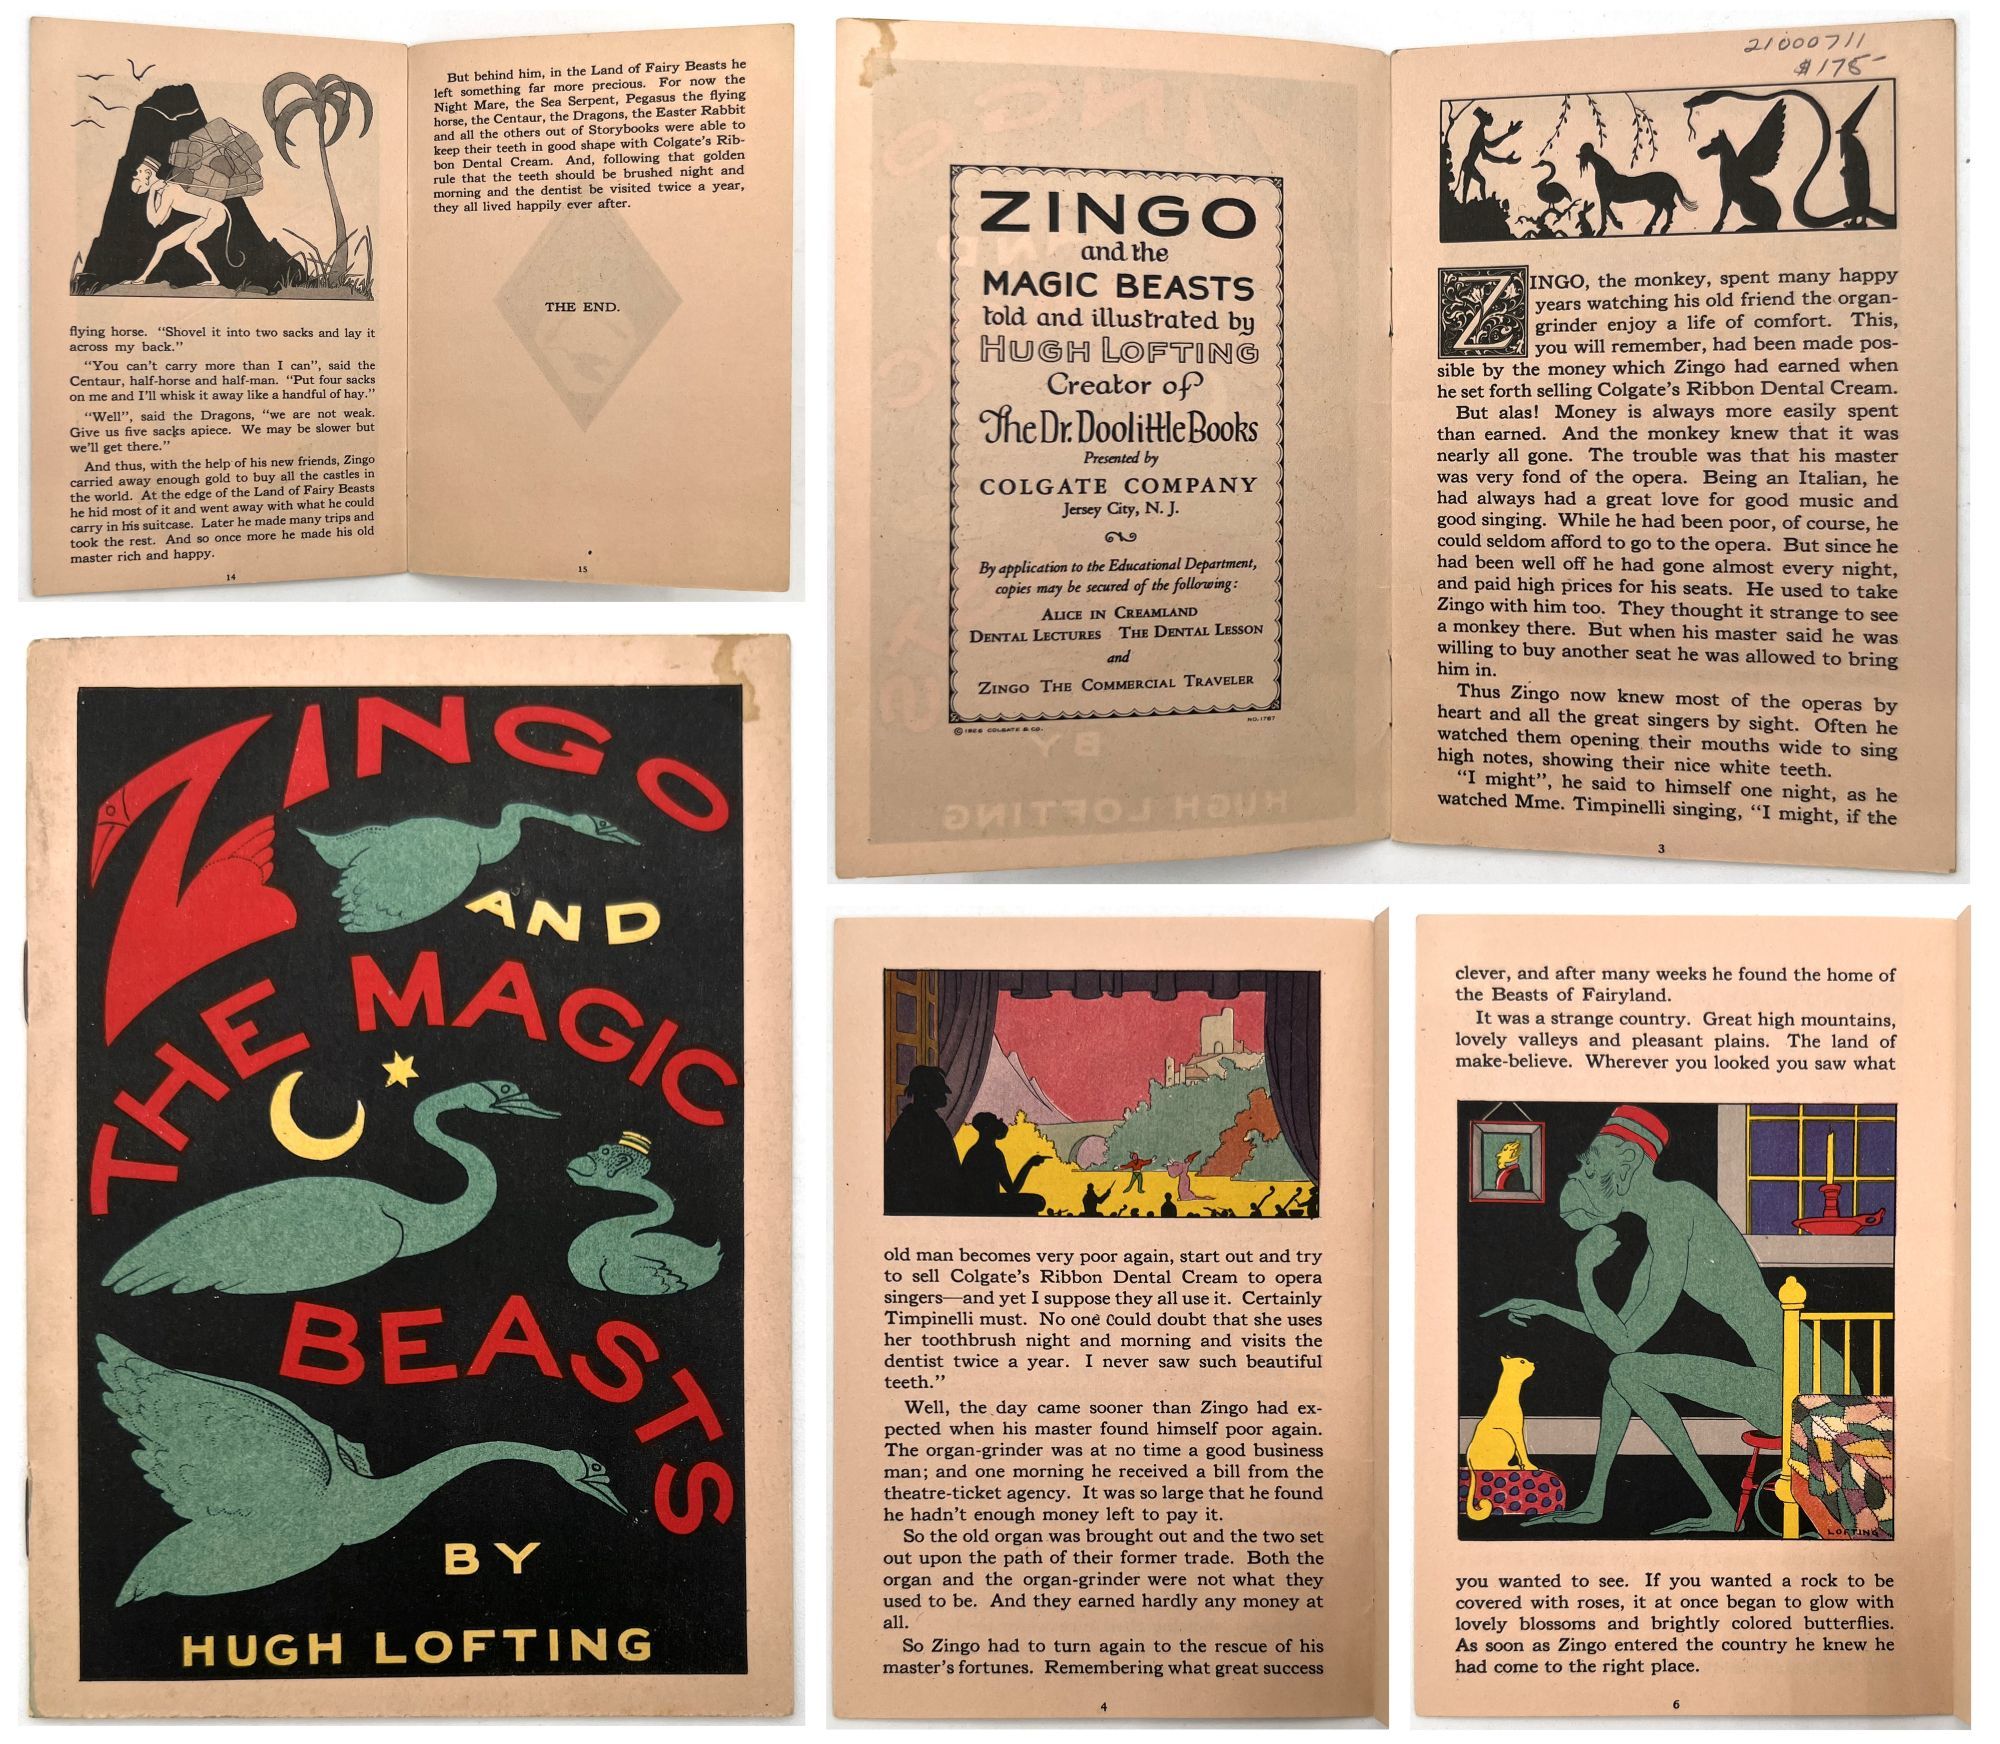 flying horse. "Shovel it into two sacks and lay it
across my back."
"You can't carry more than I can", said the
Centaur, half-horse and half-man. "Put four sacks
on me and I'll whisk it away like a handful of hay."
"Well", said the Dragons, "we are not weak.
Give us five sacks apiece. We may be slower but
we'll get there."
And thus, with the help of his new friends, Zingo
carried away enough gold to buy all the castles in
the world. At the edge of the Land of Fairy Beasts
he hid most of it and went away with what he could
carry in his suitcase. Later he made many trips and
took the rest. And so once more he made his old
master rich and happy.
14
But behind him, in the Land of Fairy Beasts he
left something far more precious. For now the
Night Mare, the Sea Serpent, Pegasus the flying
horse, the Centaur, the Dragons, the Easter Rabbit
and all the others out of Storybooks were able to
keep their teeth in good shape with Colgate's Rib-
bon Dental Cream. And, following that golden
rule that the teeth should be brushed night and
morning and the dentist be visited twice a year,
they all lived happily ever after.
THE END.
15
ZINGO
and the
MAGIC BEASTS
told and illustrated by
HUGH LOFTING
Creator of
The Dr. Doolittle Books
Presented by
COLGATE COMPANY
Jersey City, N. J.
By application to the Educational Department,
copies may be secured of the following:
ALICE IN CREAMLAND
DENTAL LECTURES THE DENTAL LESSON
and
ZINGO THE COMMERCIAL TRAVELER
NO. 1767
© 1926 COLGATE & CO.
21000711
$175-
ZINGO, the monkey, spent many happy
years watching his old friend the organ-
grinder enjoy a life of comfort. This,
you will remember, had been made pos-
sible by the money which Zingo had earned when
he set forth selling Colgate's Ribbon Dental Cream.
But alas! Money is always more easily spent
than earned. And the monkey knew that it was
nearly all gone. The trouble was that his master
was very fond of the opera. Being an Italian, he
had always had a great love for good music and
good singing. While he had been poor, of course, he
could seldom afford to go to the opera. But since he
had been well off he had gone almost every night,
and paid high prices for his seats. He used to take
Zingo with him too. They thought it strange to see
a monkey there. But when his master said he was
willing to buy another seat he was allowed to bring
him in.
Thus Zingo now knew most of the operas by
heart and all the great singers by sight. Often he
watched them opening their mouths wide to sing
high notes, showing their nice white teeth.
"I might", he said to himself one night, as he
watched Mme. Timpinelli singing, "I might, if the
3
ZINGO
AND
THE MAGIC
BEASTS
BY
HUGH LOFTING
old man becomes very poor again, start out and try
to sell Colgate's Ribbon Dental Cream to opera
singers—and yet I suppose they all use it. Certainly
Timpinelli must. No one could doubt that she uses
her toothbrush night and morning and visits the
dentist twice a year. I never saw such beautiful
teeth."
Well, the day came sooner than Zingo had ex-
pected when his master found himself poor again.
The organ-grinder was at no time a good business
man; and one morning he received a bill from the
theatre-ticket agency. It was so large that he found
he hadn't enough money left to pay it.
So the old organ was brought out and the two set
out upon the path of their former trade. Both the
organ and the organ-grinder were not what they
used to be. And they earned hardly any money at
all.
So Zingo had to turn again to the rescue of his
master's fortunes. Remembering what great success
4
clever, and after many weeks he found the home of
the Beasts of Fairyland.
It was a strange country. Great high mountains,
lovely valleys and pleasant plains. The land of
make-believe. Wherever you looked you saw what
LOFTING
you wanted to see. If you wanted a rock to be
covered with roses, it at once began to glow with
lovely blossoms and brightly colored butterflies.
As soon as Zingo entered the country he knew he
had come to the right place.
6